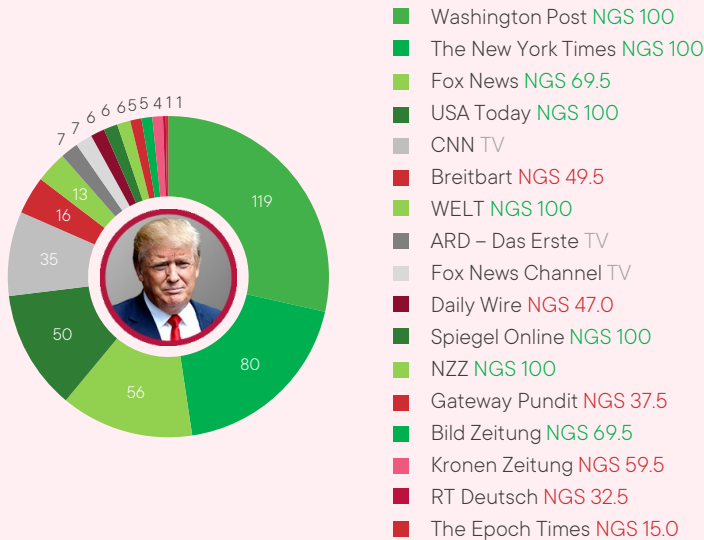 Washington Post NGS 100
The New York Times NGS 100
Fox News NGS 69.5
USA Today NGS 100
CNN TV
Breitbart NGS 49.5
WELT NGS 100
ARD – Das Erste TV
Fox News Channel TV
Daily Wire NGS 47.0
Spiegel Online NGS 100
NZZ NGS 100
Gateway Pundit NGS 37.5
Bild Zeitung NGS 69.5
Kronen Zeitung NGS 59.5
RT Deutsch NGS 32.5
The Epoch Times NGS 15.0
119
80
56
50
35
16
13
7
7
6
6
6
5
5
4
1
1